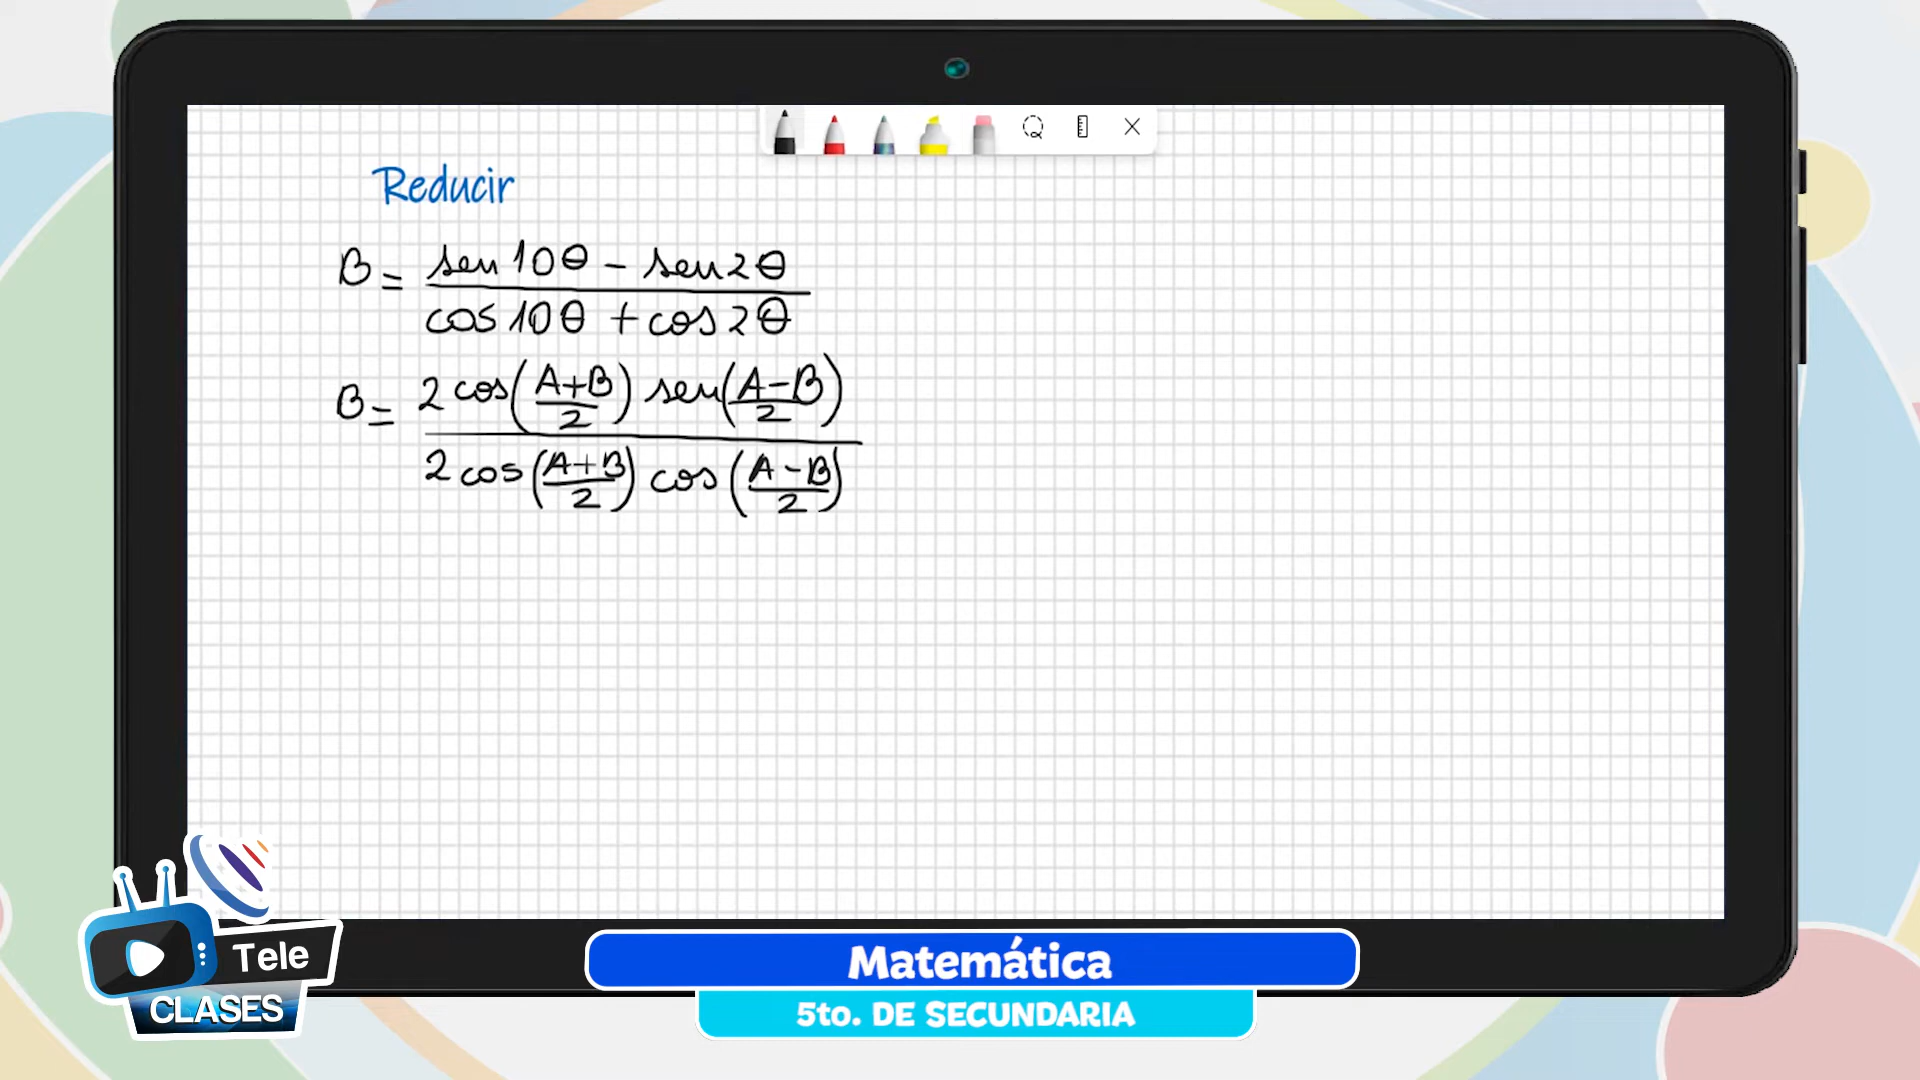 Reducir
B = sen 10θ - sen 2θ
cos 10θ + cos 2θ
B = 2 cos (A+B / 2) sen (A-B / 2)
2 cos (A+B / 2) cos (A-B / 2)
Tele
CLASES
Matemática
5to. DE SECUNDARIA